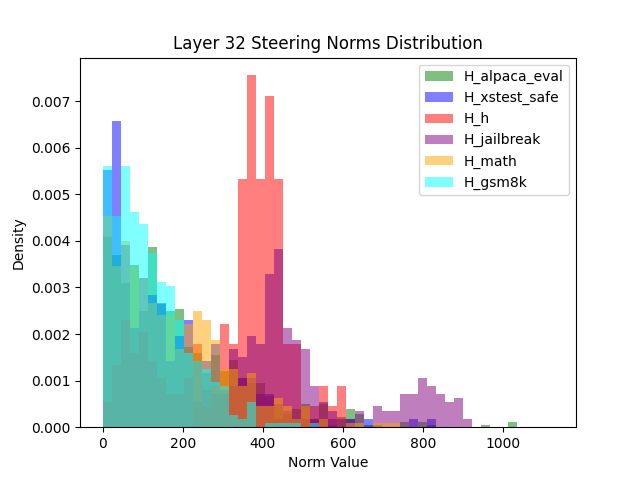 Layer 32 Steering Norms Distribution
H_alpaca_eval
H_xstest_safe
H_h
H_jailbreak
H_math
H_gsm8k
0.007
0.006
0.005
0.004
0.003
0.002
0.001
0.000
Density
0
200
400
600
800
1000
Norm Value